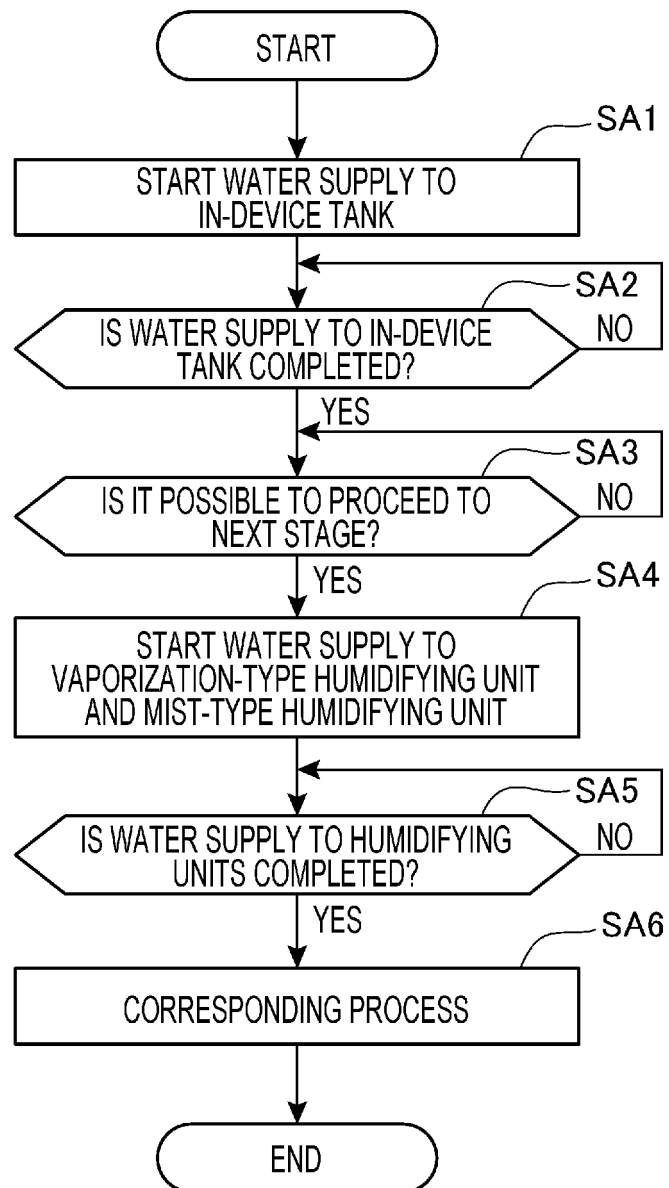 START
SA1
START WATER SUPPLY TO
IN-DEVICE TANK
SA2
IS WATER SUPPLY TO IN-DEVICE
TANK COMPLETED?
NO
YES
SA3
IS IT POSSIBLE TO PROCEED TO
NEXT STAGE?
NO
YES
SA4
START WATER SUPPLY TO
VAPORIZATION-TYPE HUMIDIFYING UNIT
AND MIST-TYPE HUMIDIFYING UNIT
SA5
IS WATER SUPPLY TO HUMIDIFYING
UNITS COMPLETED?
NO
YES
SA6
CORRESPONDING PROCESS
END